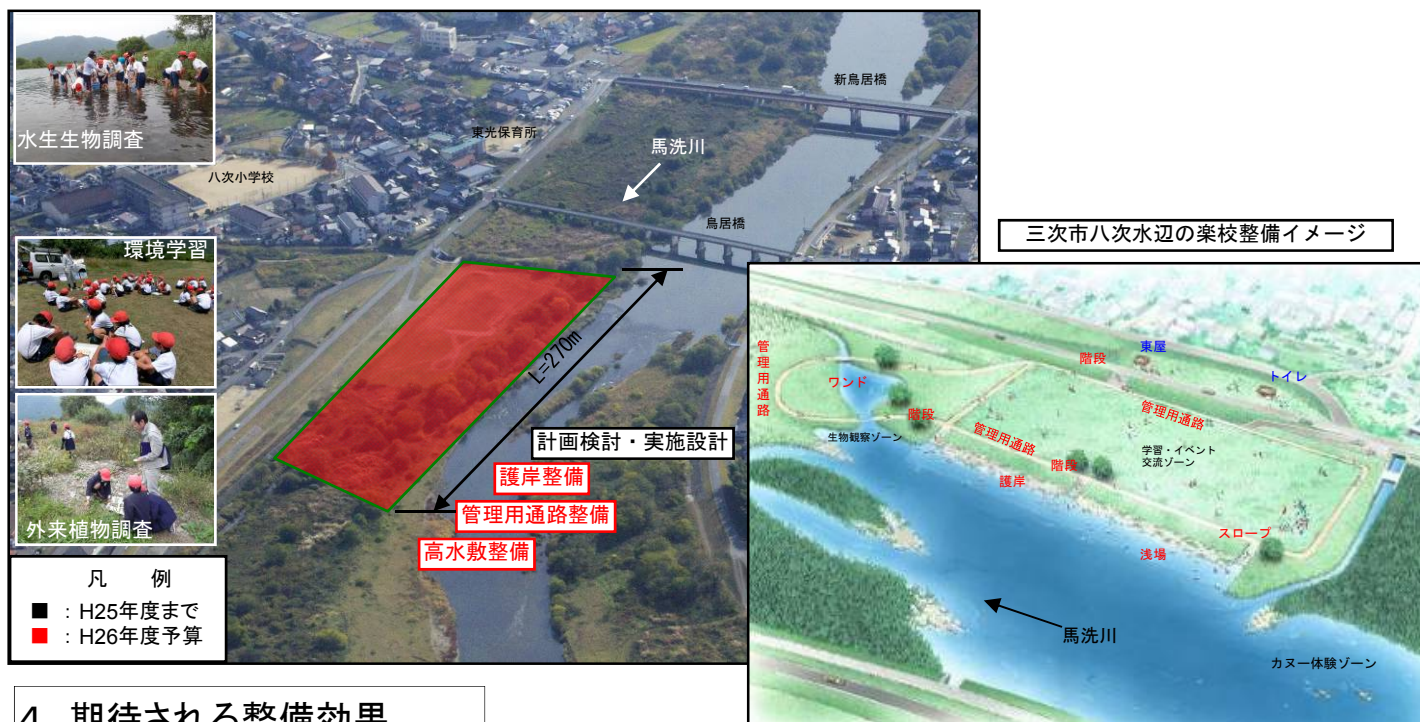 水生生物調査
八次小学校
東光保育所
新鳥居橋
馬洗川
鳥居橋
環境学習
外来植物調査
L=270m
計画検討・実施設計
護岸整備
管理用通路整備
高水敷整備
凡 例
■ : H25年度まで
■ : H26年度予算
三次市八次水辺の楽校整備イメージ
管理用通路
ワンド
階段
東屋
トイレ
階段
管理用通路
生物観察ゾーン
管理用通路
階段
学習・イベント
交流ゾーン
護岸
スロープ
浅場
馬洗川
カヌー体験ゾーン
4 期待される整備効果